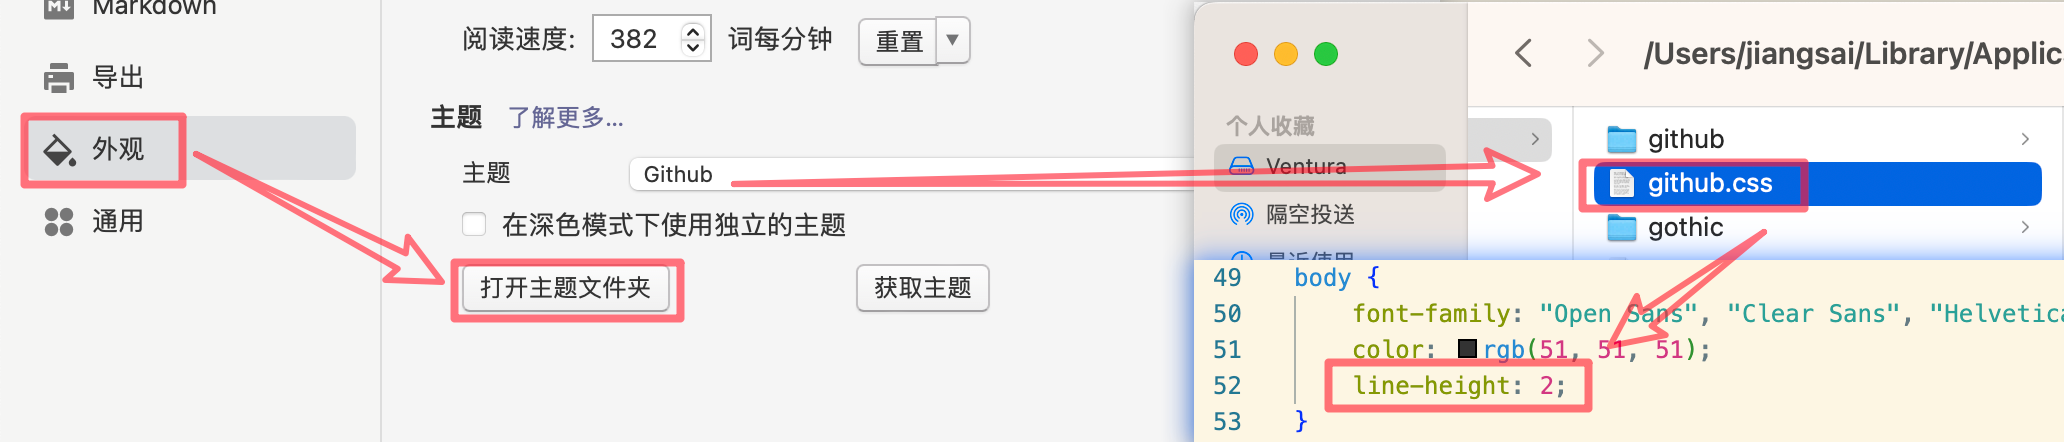 Markdown
导出
外观
通用
阅读速度: 382 词每分钟 重置
主题 了解更多...
主题 Github
在深色模式下使用独立的主题
打开主题文件夹 获取主题
/Users/jiangsai/Library/Applic
个人收藏
Ventura
隔空投送
最近使用
github
github.css
gothic
49 body {
50 font-family: "Open Sans", "Clear Sans", "Helvetica
51 color: rgb(51, 51, 51);
52 line-height: 2;
53 }